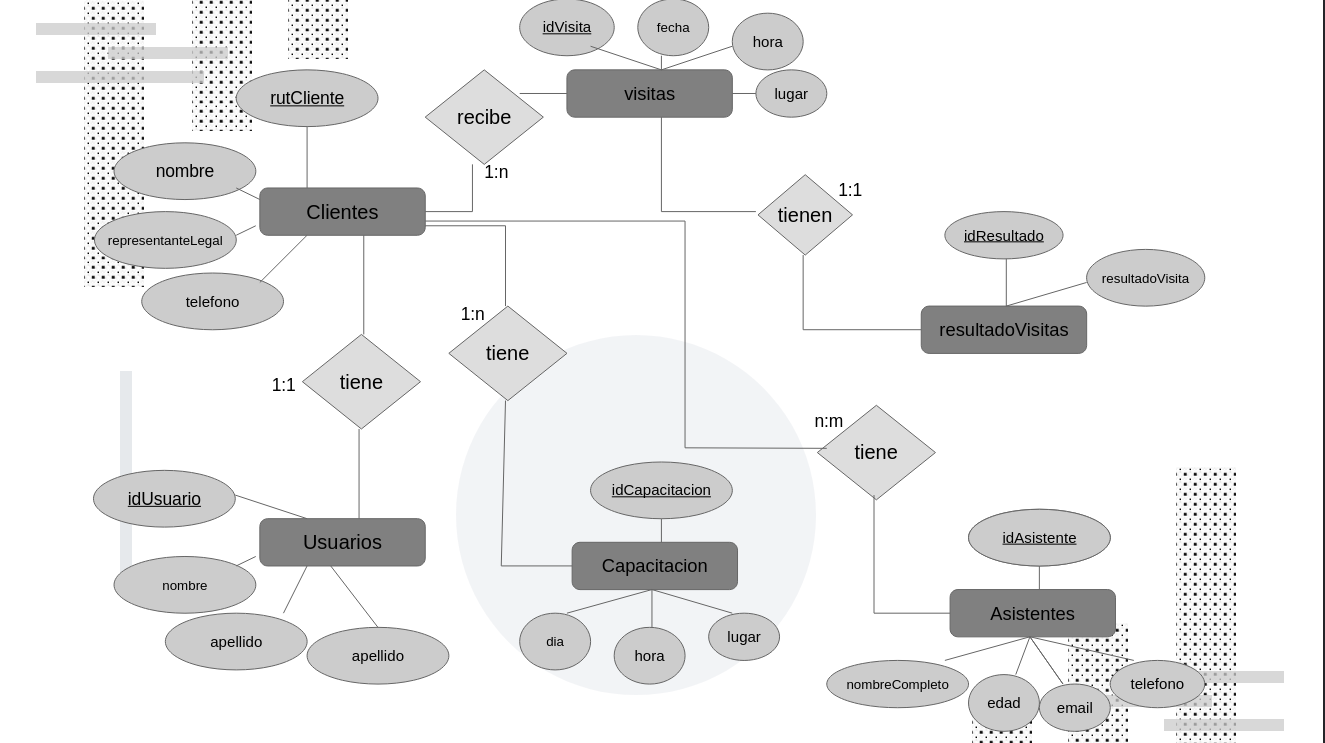 idVisita
fecha
hora
rutCliente
recibe
visitas
lugar
nombre
1:n
1:1
Clientes
tienen
representanteLegal
idResultado
resultadoVisita
telefono
1:n
resultadoVisitas
tiene
1:1
tiene
n:m
tiene
idUsuario
idCapacitacion
idAsistente
Usuarios
Capacitacion
nombre
Asistentes
apellido
apellido
dia
hora
lugar
nombreCompleto
edad
email
telefono